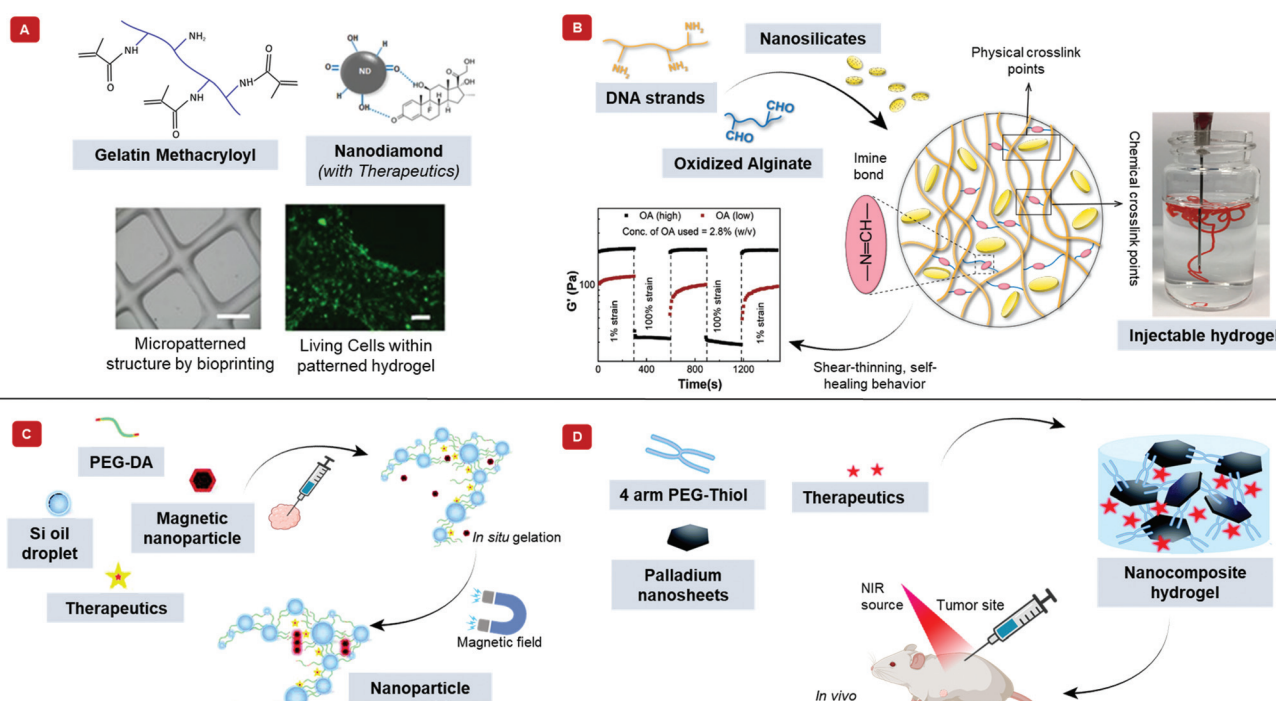 A
NH₂
NH
O
NH
O
NH
O
Gelatin Methacryloyl
OH
H
O
ND
O
H
OH
HO
OH
O
OH
H
F
H
O
Nanodiamond
(with Therapeutics)
Micropatterned
structure by bioprinting
Living Cells within
patterned hydrogel
B
NH₂
NH₂
NH₂
DNA strands
Nanosilicates
CHO
CHO
Oxidized Alginate
Physical crosslink
points
Imine
bond
—N=CH—
Chemical crosslink
points
Injectable hydrogel
OA (high)
OA (low)
Conc. of OA used = 2.8% (w/v)
G' (Pa)
100
1% strain
100% strain
1% strain
100% strain
1% strain
0
400
800
1200
Time(s)
Shear-thinning, self-
healing behavior
C
PEG-DA
Si oil
droplet
Magnetic
nanoparticle
Therapeutics
In situ gelation
Magnetic field
Nanoparticle
D
4 arm PEG-Thiol
Therapeutics
Palladium
nanosheets
Nanocomposite
hydrogel
NIR
source
Tumor site
In vivo